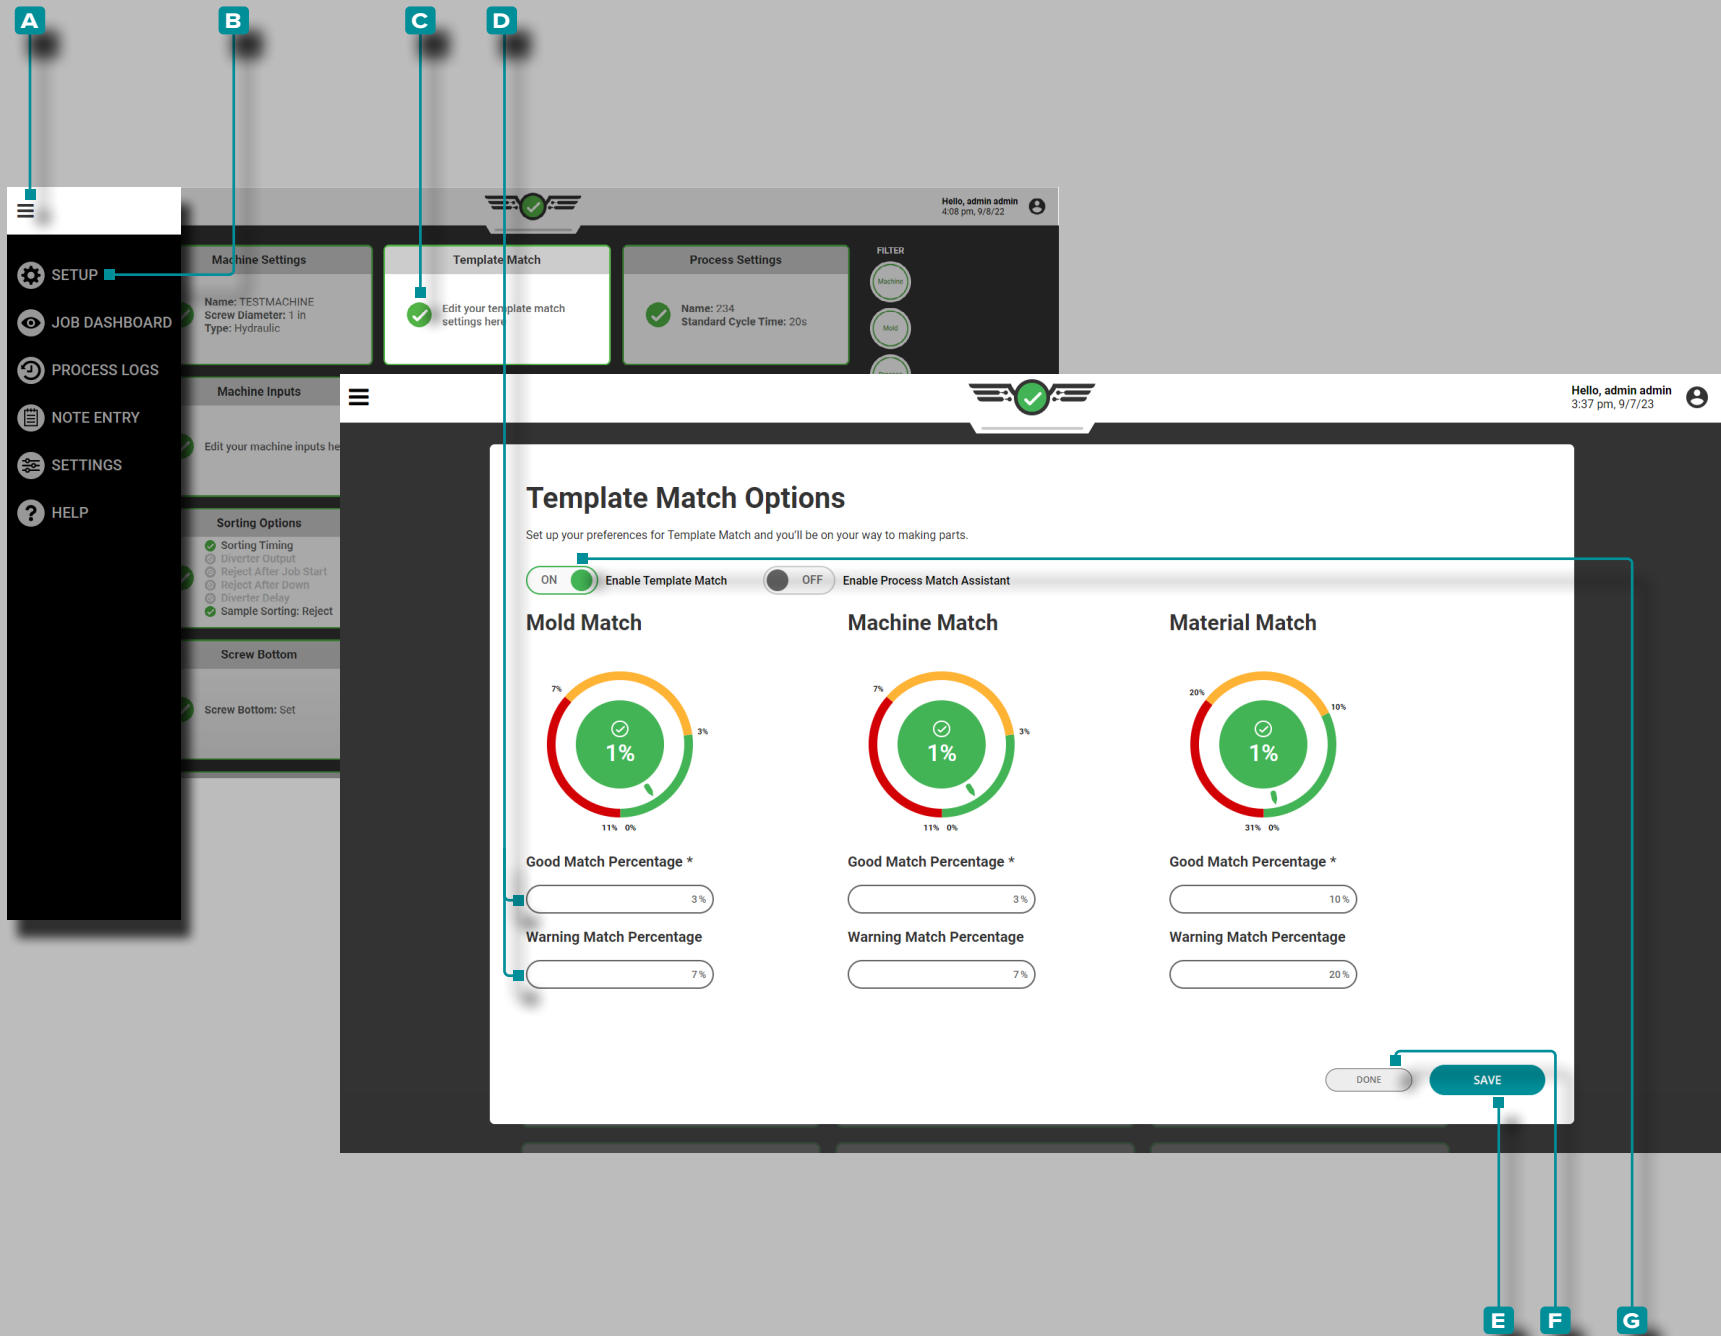 A
B
C
D
Hello, admin admin
4:08 pm, 9/8/22
SETUP
JOB DASHBOARD
PROCESS LOGS
NOTE ENTRY
SETTINGS
HELP
Machine Settings
Name: TESTMACHINE
Screw Diameter: 1 in
Type: Hydraulic
Template Match
Edit your template match
settings here
Process Settings
Name: 234
Standard Cycle Time: 20s
FILTER
Machine
Mold
Machine Inputs
Edit your machine inputs he
Sorting Options
Sorting Timing
Diverter Output
Reject After Job Start
Reject After Down
Diverter Delay
Sample Sorting: Reject
Screw Bottom
Screw Bottom: Set
Hello, admin admin
3:37 pm, 9/7/23
Template Match Options
Set up your preferences for Template Match and you'll be on your way to making parts.
ON Enable Template Match OFF Enable Process Match Assistant
Mold Match
7%
3%
1%
11% 0%
Good Match Percentage *
3%
Warning Match Percentage
7%
Machine Match
7%
3%
1%
11% 0%
Good Match Percentage *
3%
Warning Match Percentage
7%
Material Match
20%
10%
1%
31% 0%
Good Match Percentage *
10%
Warning Match Percentage
20%
DONE
SAVE
E
F
G